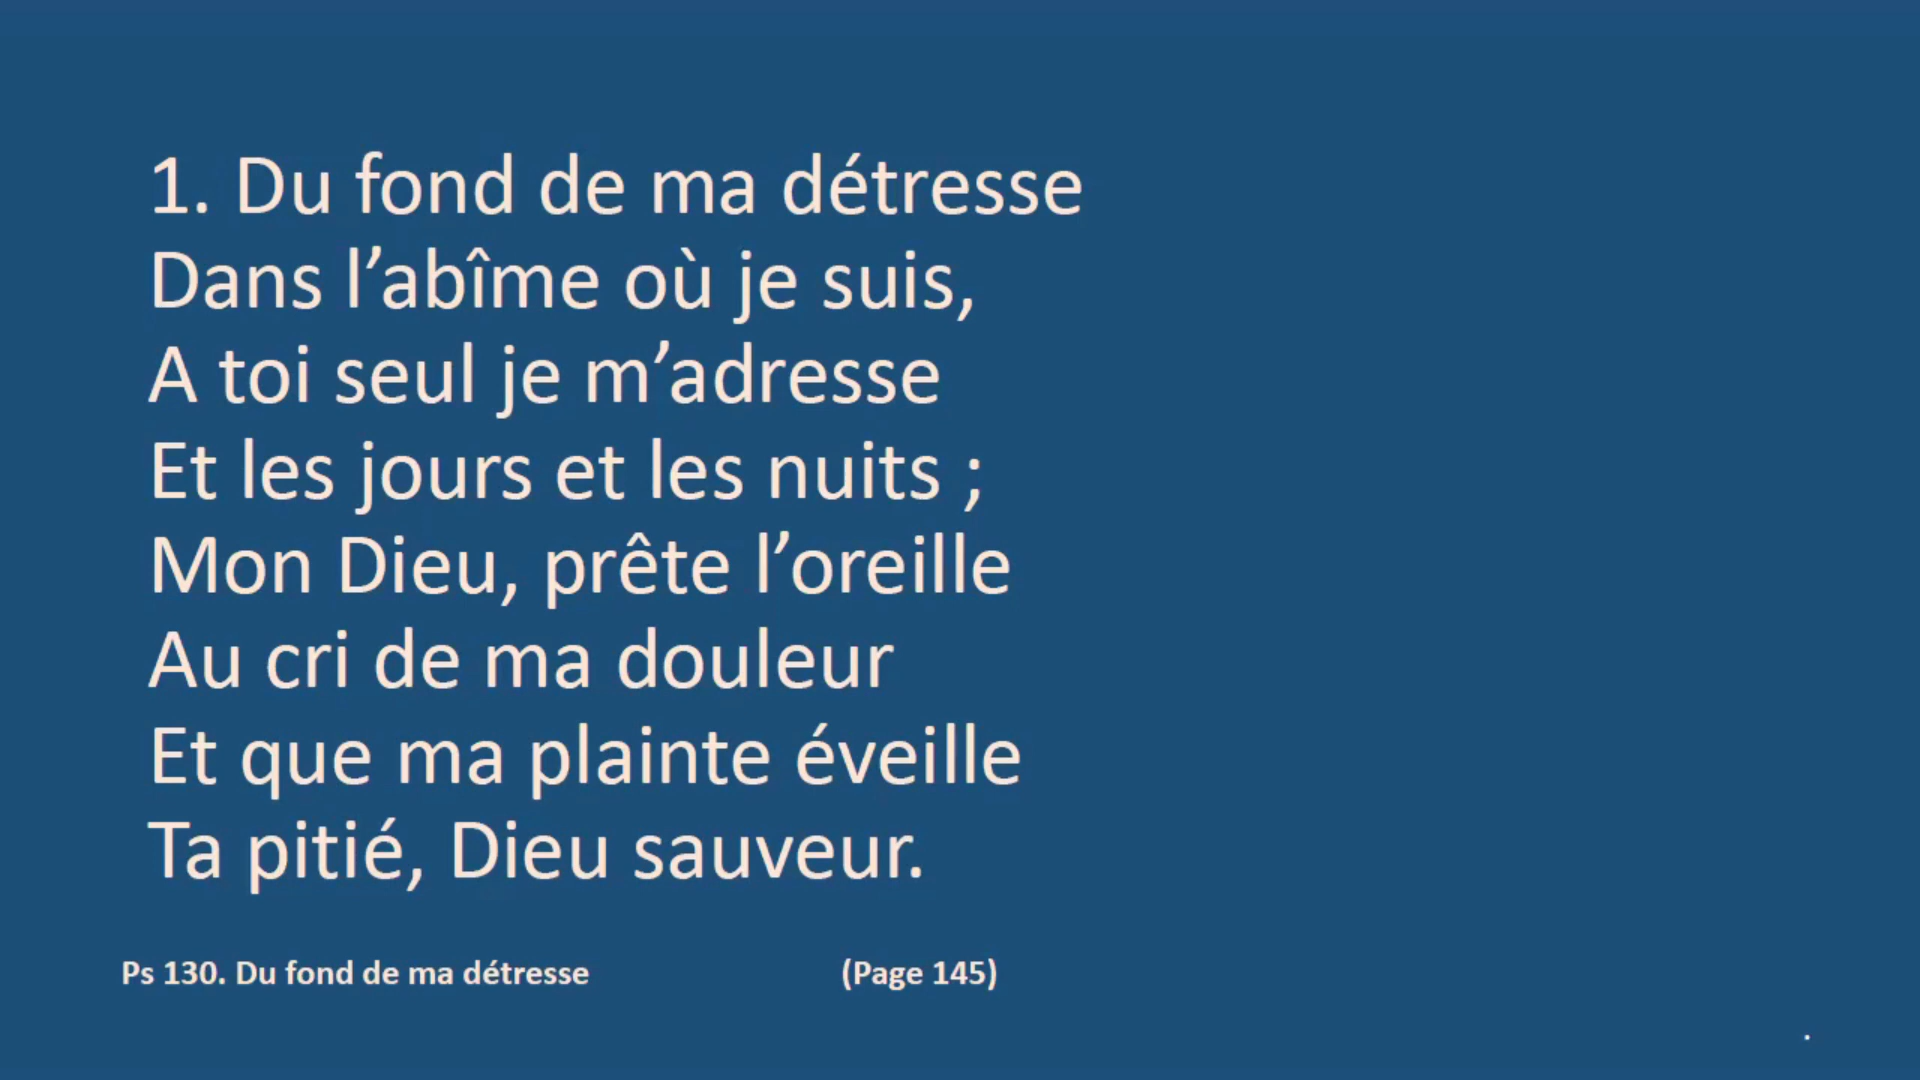 1. Du fond de ma détresse
Dans l’abîme où je suis,
A toi seul je m’adresse
Et les jours et les nuits ;
Mon Dieu, prête l’oreille
Au cri de ma douleur
Et que ma plainte éveille
Ta pitié, Dieu sauveur.
Ps 130. Du fond de ma détresse (Page 145)
.